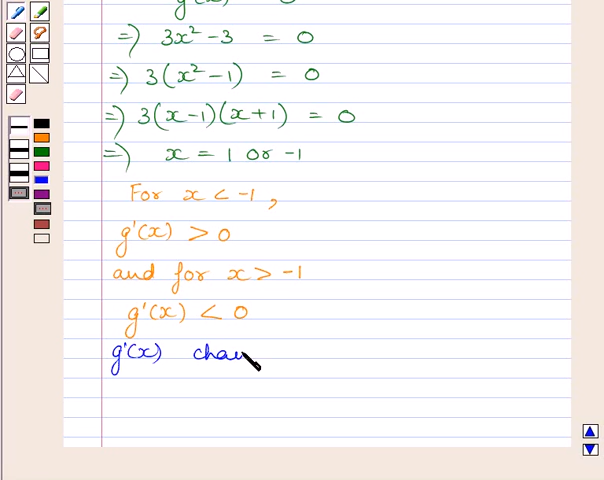 g'(x) = 0
=) 3x² - 3 = 0
=) 3(x² - 1) = 0
=) 3(x-1)(x+1) = 0
=) x = 1 or -1
For x < -1,
g'(x) > 0
and for x > -1
g'(x) < 0
g'(x) chan